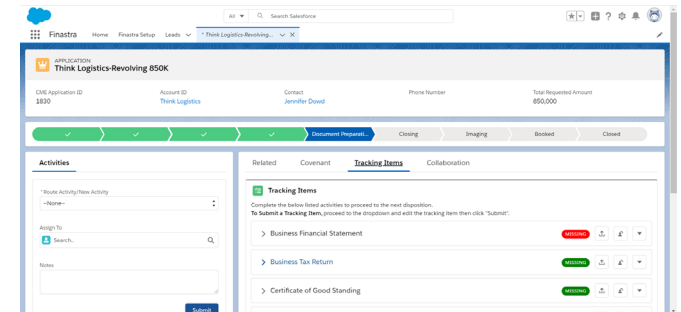 All
Search Salesforce
Finastra
Home
Finastra Setup
Leads
* Think Logistics-Revolving...
APPLICATION
Think Logistics-Revolving 850K
CME Application ID
1830
Account ID
Think Logistics
Contact
Jennifer Dowd
Phone Number
Total Requested Amount
850,000
Document Preparati...
Closing
Imaging
Booked
Closed
Activities
*Route Activity/New Activity
--None--
Assign To
Search..
Notes
Submit
Related
Covenant
Tracking Items
Collaboration
Tracking Items
Complete the below listed activities to proceed to the next disposition.
To Submit a Tracking Item, proceed to the dropdown and edit the tracking item then click "Submit".
Business Financial Statement
MISSING
Business Tax Return
MISSING
Certificate of Good Standing
MISSING